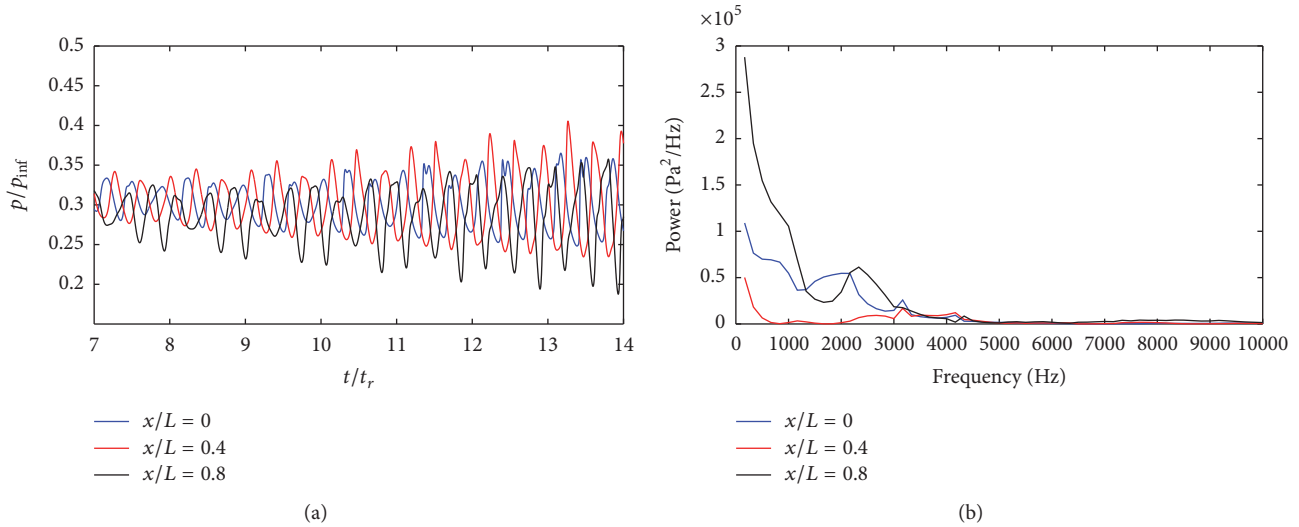 0.5
0.45
0.4
0.35
0.3
0.25
0.2
p/p_inf
7 8 9 10 11 12 13 14
t/t_r
x/L = 0
x/L = 0.4
x/L = 0.8
(a)
×10^5
3
2.5
2
1.5
1
0.5
0
Power (Pa²/Hz)
0 1000 2000 3000 4000 5000 6000 7000 8000 9000 10000
Frequency (Hz)
x/L = 0
x/L = 0.4
x/L = 0.8
(b)